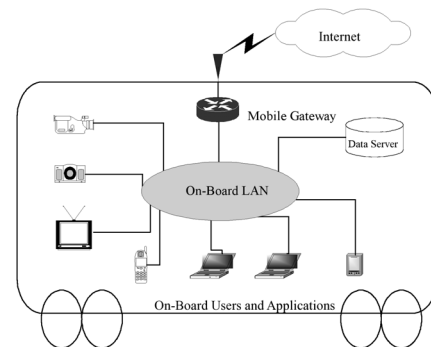 Internet
Mobile Gateway
Data Server
On-Board LAN
On-Board Users and Applications